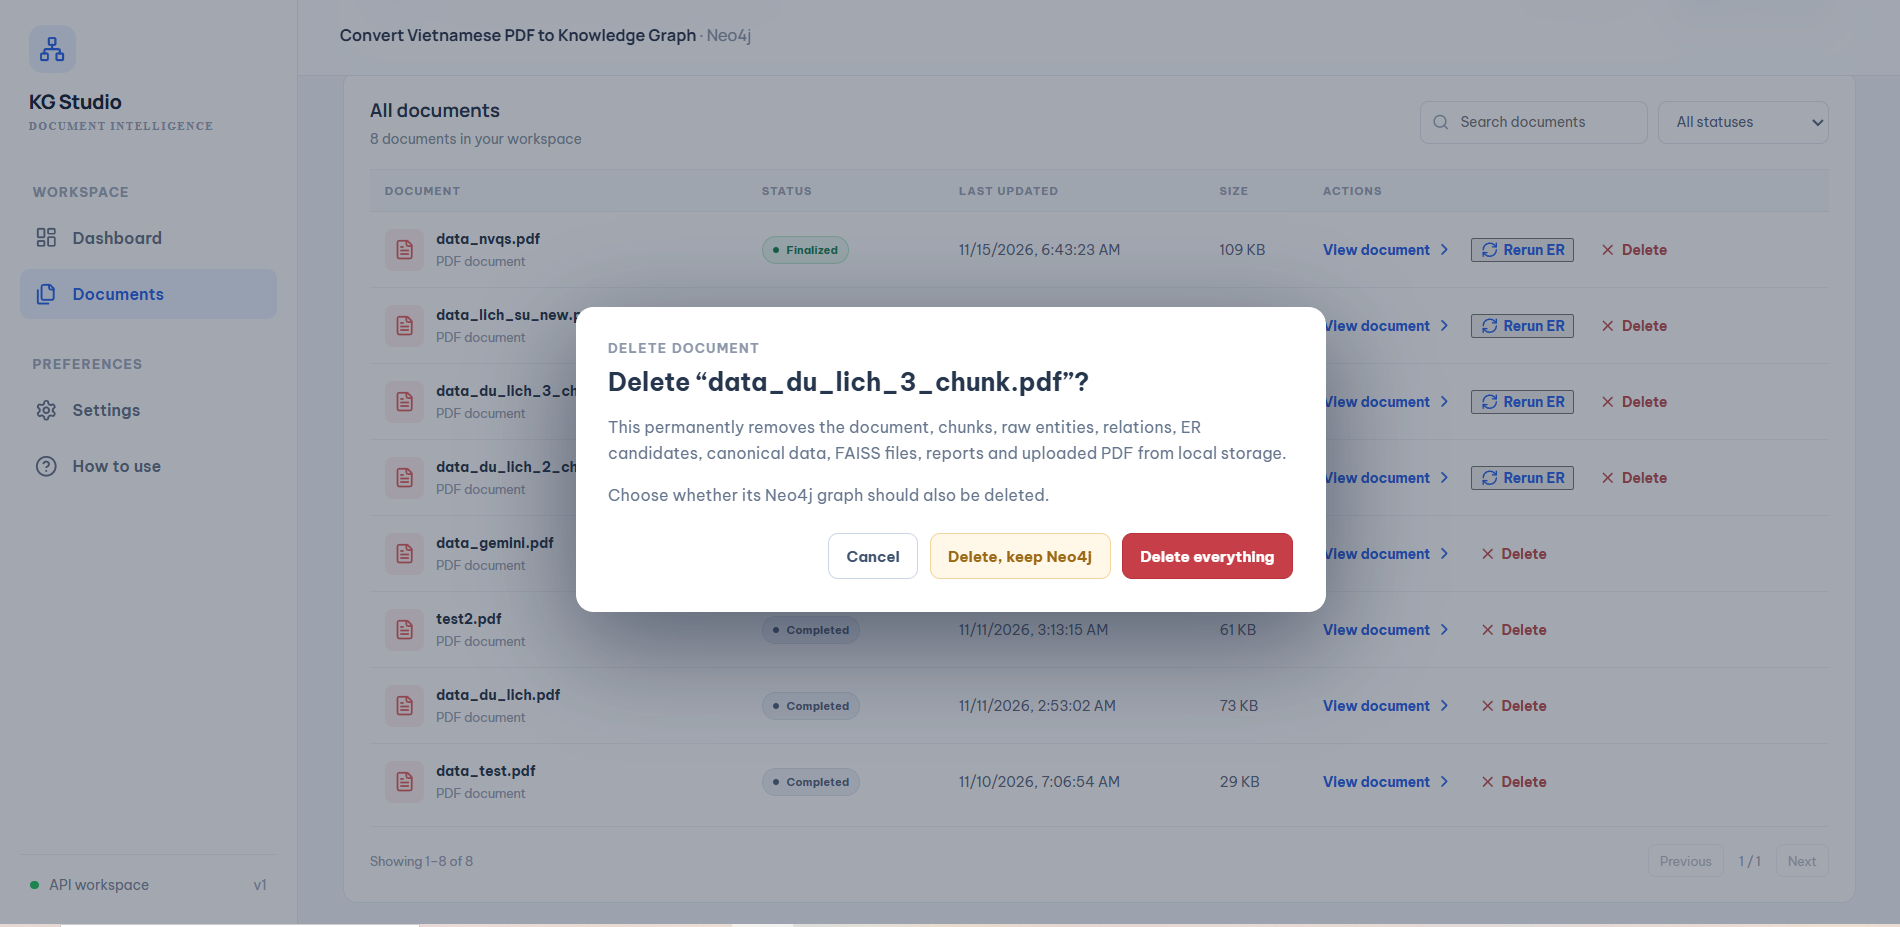 KG Studio
DOCUMENT INTELLIGENCE
WORKSPACE
Dashboard
Documents
PREFERENCES
Settings
How to use
API workspace v1
Convert Vietnamese PDF to Knowledge Graph · Neo4j
All documents
8 documents in your workspace
Search documents
All statuses
DOCUMENT STATUS LAST UPDATED SIZE ACTIONS
data_nvqs.pdf
PDF document
Finalized 11/15/2026, 6:43:23 AM 109 KB View document Rerun ER Delete
data_lich_su_new.p
PDF document
View document Rerun ER Delete
data_du_lich_3_ch
PDF document
View document Rerun ER Delete
data_du_lich_2_ch
PDF document
View document Rerun ER Delete
data_gemini.pdf
PDF document
View document Delete
test2.pdf
PDF document
Completed 11/11/2026, 3:13:15 AM 61 KB View document Delete
data_du_lich.pdf
PDF document
Completed 11/11/2026, 2:53:02 AM 73 KB View document Delete
data_test.pdf
PDF document
Completed 11/10/2026, 7:06:54 AM 29 KB View document Delete
Showing 1–8 of 8
Previous 1 / 1 Next
DELETE DOCUMENT
Delete “data_du_lich_3_chunk.pdf”?
This permanently removes the document, chunks, raw entities, relations, ER
candidates, canonical data, FAISS files, reports and uploaded PDF from local storage.
Choose whether its Neo4j graph should also be deleted.
Cancel
Delete, keep Neo4j
Delete everything